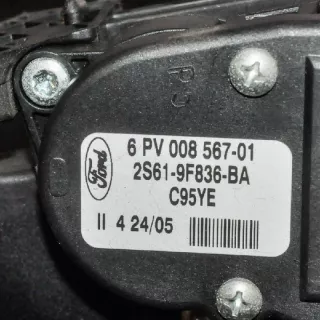 Ford
6 PV 008 567-01
2S61-9F836-BA
C95YE
II 4 24/05